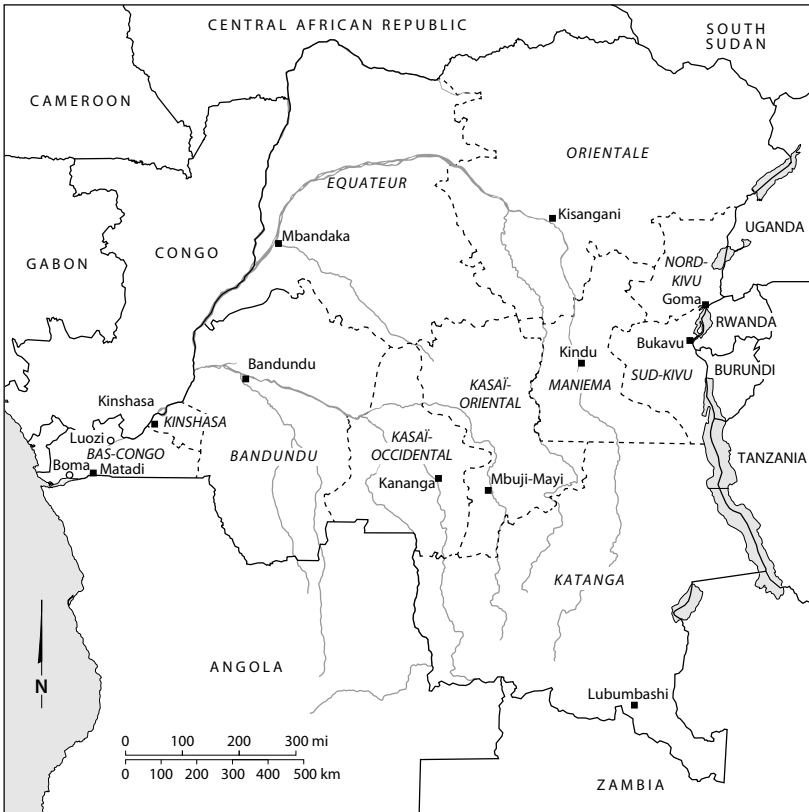 CENTRAL AFRICAN REPUBLIC
SOUTH
SUDAN
CAMEROON
ORIENTALE
EQUATEUR
Kisangani
UGANDA
Mbandaka
GABON
CONGO
NORD-
KIVU
Goma
RWANDA
Bukavu
Kindu
BURUNDI
Bandundu
MANIEMA
SUD-KIVU
KASAÏ-
ORIENTAL
Kinshasa
KINSHASA
Luozi
BAS-CONGO
BANDUNDU
KASAÏ-
OCCIDENTAL
TANZANIA
Boma
Matadi
Kananga
Mbuji-Mayi
KATANGA
ANGOLA
N
Lubumbashi
0 100 200 300 mi
0 100 200 300 400 500 km
ZAMBIA